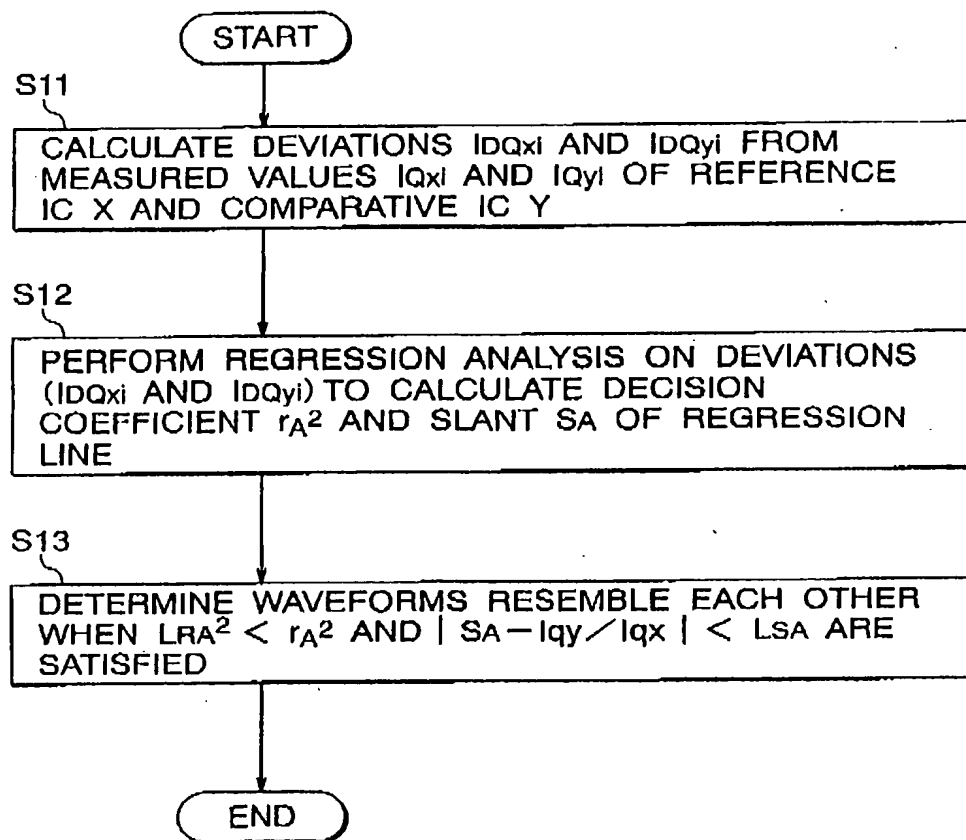 START
S11
CALCULATE DEVIATIONS IDQxi AND IDQyi FROM
MEASURED VALUES IQxi AND IQyi OF REFERENCE
IC X AND COMPARATIVE IC Y
S12
PERFORM REGRESSION ANALYSIS ON DEVIATIONS
(IDQxi AND IDQyi) TO CALCULATE DECISION
COEFFICIENT rA² AND SLANT SA OF REGRESSION
LINE
S13
DETERMINE WAVEFORMS RESEMBLE EACH OTHER
WHEN LRA² < rA² AND | SA－Iqy／Iqx | < LSA ARE
SATISFIED
END